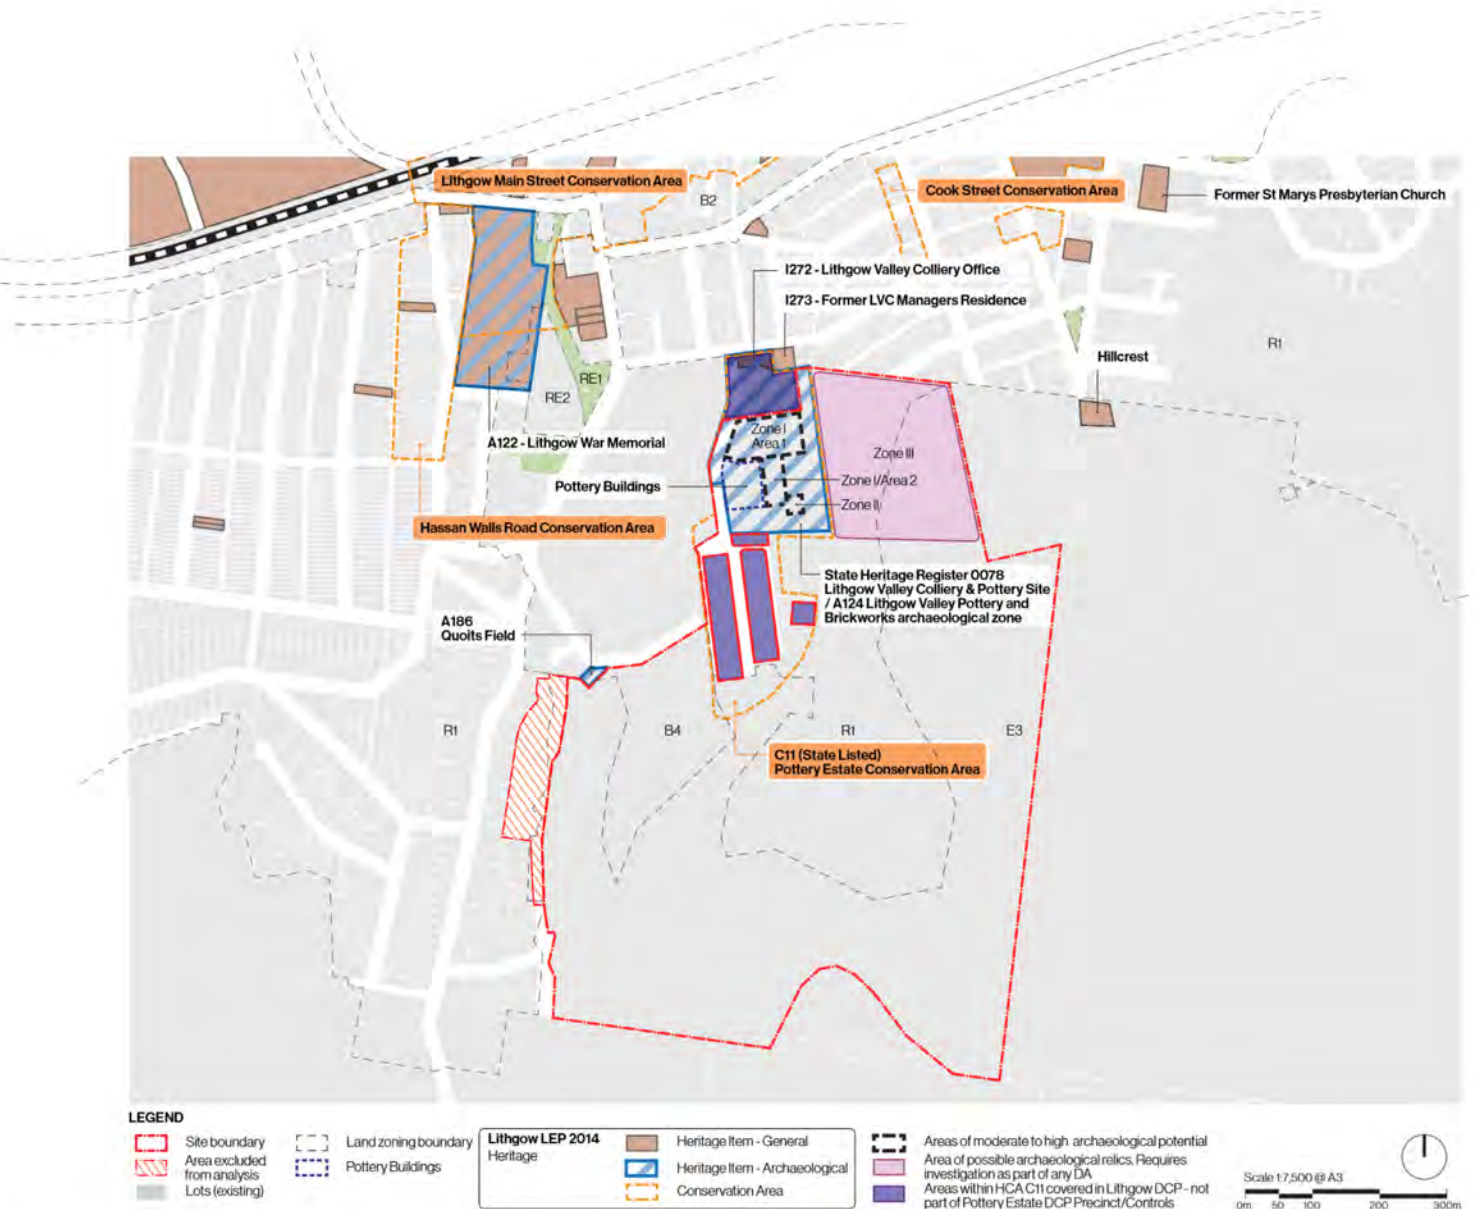 Lithgow Main Street Conservation Area
B2
Cook Street Conservation Area
Former St Marys Presbyterian Church
I272 - Lithgow Valley Colliery Office
I273 - Former LVC Managers Residence
R1
Hillcrest
RE1
RE2
A122 - Lithgow War Memorial
Zone I
Area 1
Zone III
Pottery Buildings
Zone I/Area 2
Zone II
Hassan Walls Road Conservation Area
State Heritage Register 0078
Lithgow Valley Colliery & Pottery Site
/ A124 Lithgow Valley Pottery and
Brickworks archaeological zone
A186
Quoits Field
R1
B4
R1
E3
C11 (State Listed)
Pottery Estate Conservation Area
LEGEND
Site boundary
Area excluded
from analysis
Lots (existing)
Land zoning boundary
Pottery Buildings
Lithgow LEP 2014
Heritage
Heritage Item - General
Heritage Item - Archaeological
Conservation Area
Areas of moderate to high archaeological potential
Area of possible archaeological relics. Requires
investigation as part of any DA
Areas within HCA C11 covered in Lithgow DCP - not
part of Pottery Estate DCP Precinct/Controls
Scale 1:7,500 @ A3
0m 50 100 200 300m